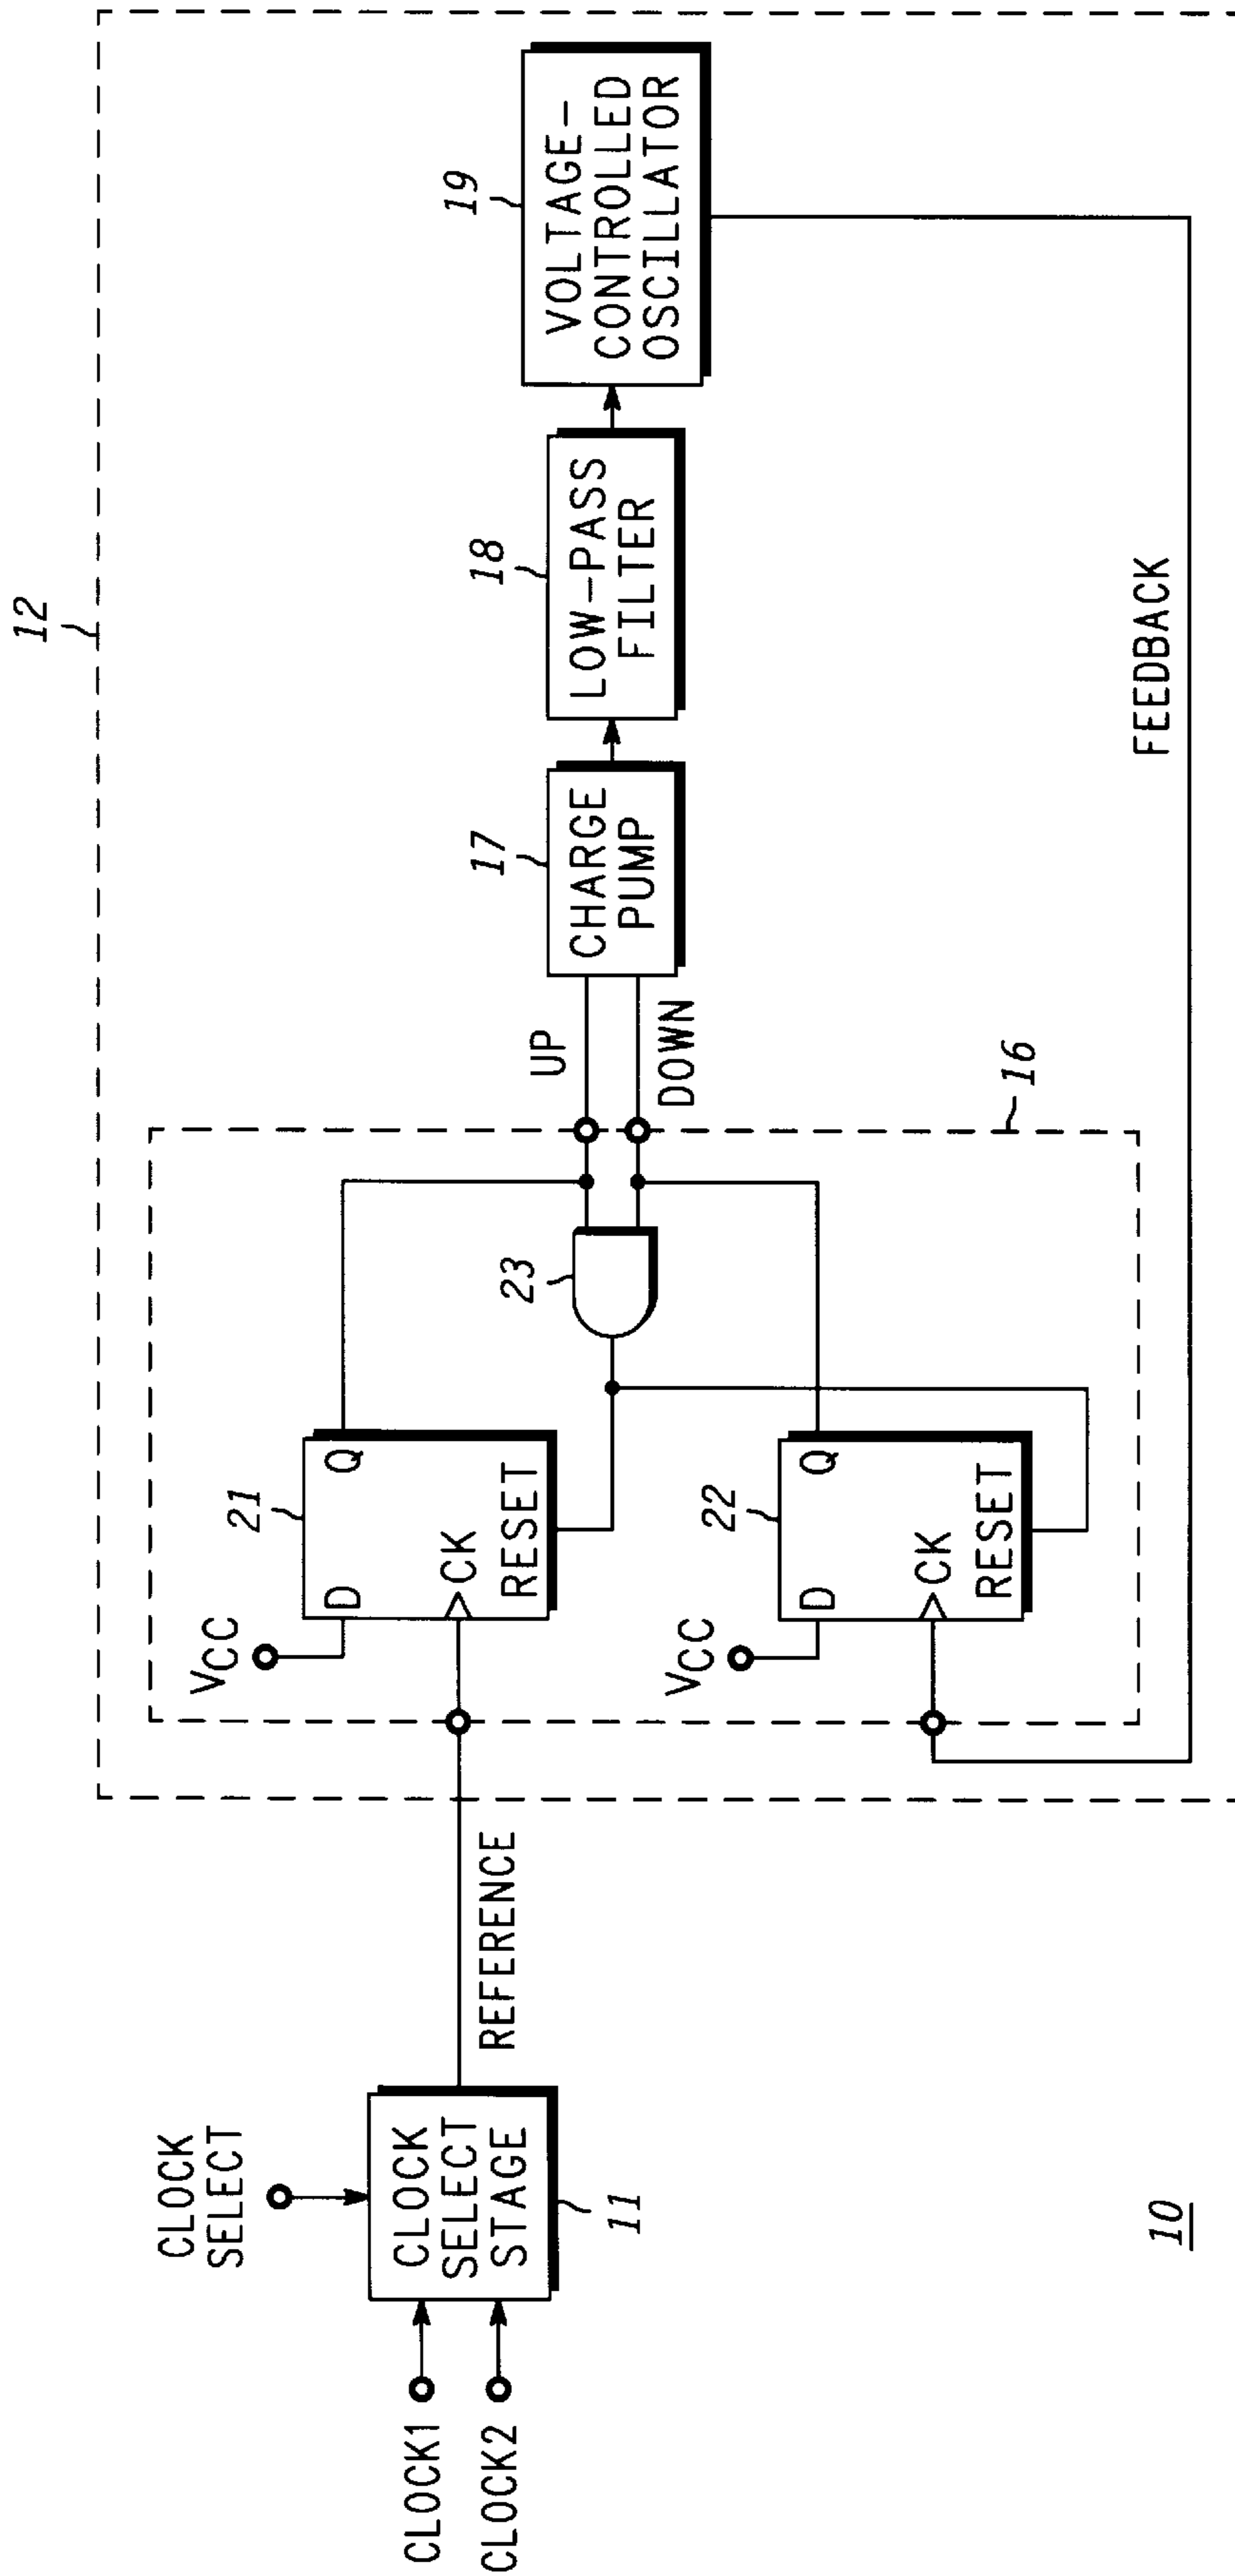 12
CLOCK
SELECT
CLOCK1
CLOCK2
CLOCK
SELECT
STAGE
11
REFERENCE
VCC
21
D
Q
CK
RESET
VCC
22
D
Q
CK
RESET
23
16
UP
DOWN
17
CHARGE
PUMP
18
LOW-PASS
FILTER
19
VOLTAGE-
CONTROLLED
OSCILLATOR
FEEDBACK
10